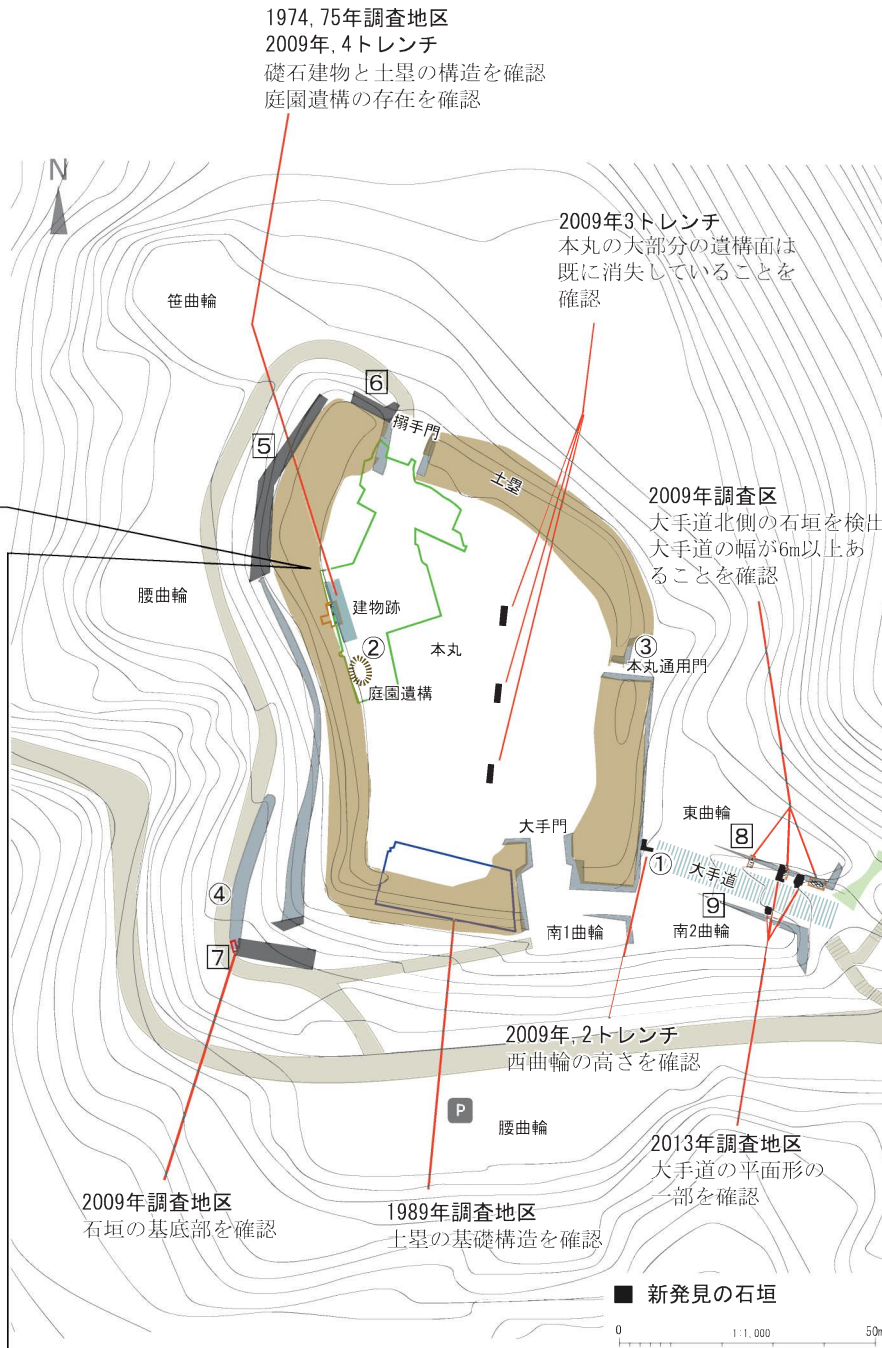 1974, 75年調査地区
2009年, 4トレンチ
礎石建物と土塁の構造を確認
庭園遺構の存在を確認
N
2009年3トレンチ
本丸の大部分の遺構面は
既に消失していることを
確認
笹曲輪
6
搦手門
5
土塁
2009年調査区
大手道北側の石垣を検出
大手道の幅が6m以上あ
ることを確認
腰曲輪
建物跡
②
本丸
③
本丸通用門
庭園遺構
大手門
東曲輪
8
①
大手道
④
9
南1曲輪
南2曲輪
7
2009年, 2トレンチ
西曲輪の高さを確認
P
腰曲輪
2013年調査地区
大手道の平面形の
一部を確認
2009年調査地区
石垣の基底部を確認
1989年調査地区
土塁の基礎構造を確認
■ 新発見の石垣
0 1:1,000 50m